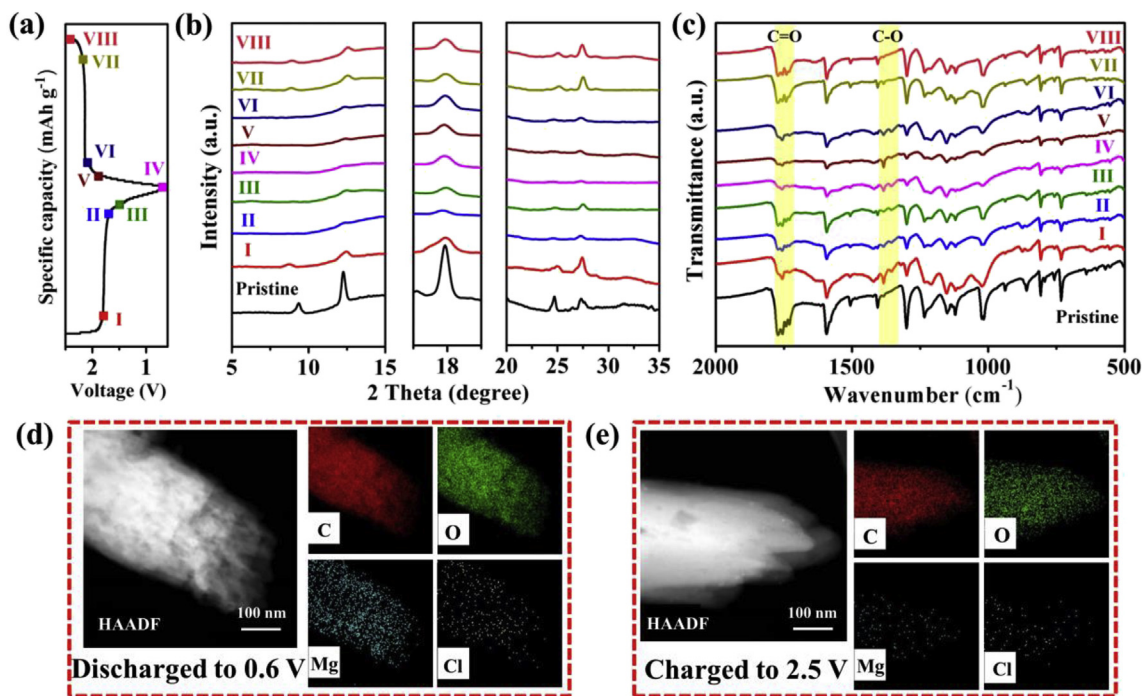 (a)
Specific capacity (mAh g⁻¹)
VIII
VII
VI
V
IV
II
III
I
2
1
Voltage (V)
(b)
Intensity (a.u.)
VIII
VII
VI
V
IV
III
II
I
Pristine
5 10 15
18
20 25 30 35
2 Theta (degree)
(c)
Transmittance (a.u.)
C=O
C-O
VIII
VII
VI
V
IV
III
II
I
Pristine
2000 1500 1000 500
Wavenumber (cm⁻¹)
(d)
HAADF
100 nm
C
O
Mg
Cl
Discharged to 0.6 V
(e)
HAADF
100 nm
C
O
Mg
Cl
Charged to 2.5 V